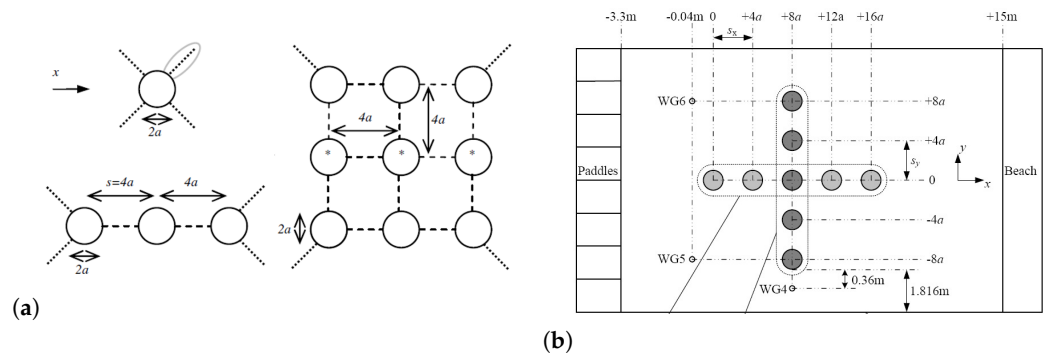 x
2a
s=4a
4a
2a
4a
4a
2a
*
*
*
(a)
-3.3m
-0.04m
0
+4a
+8a
+12a
+16a
+15m
sx
WG6
+8a
+4a
sy
y
x
Paddles
0
Beach
-4a
WG5
-8a
WG4
0.36m
1.816m
(b)